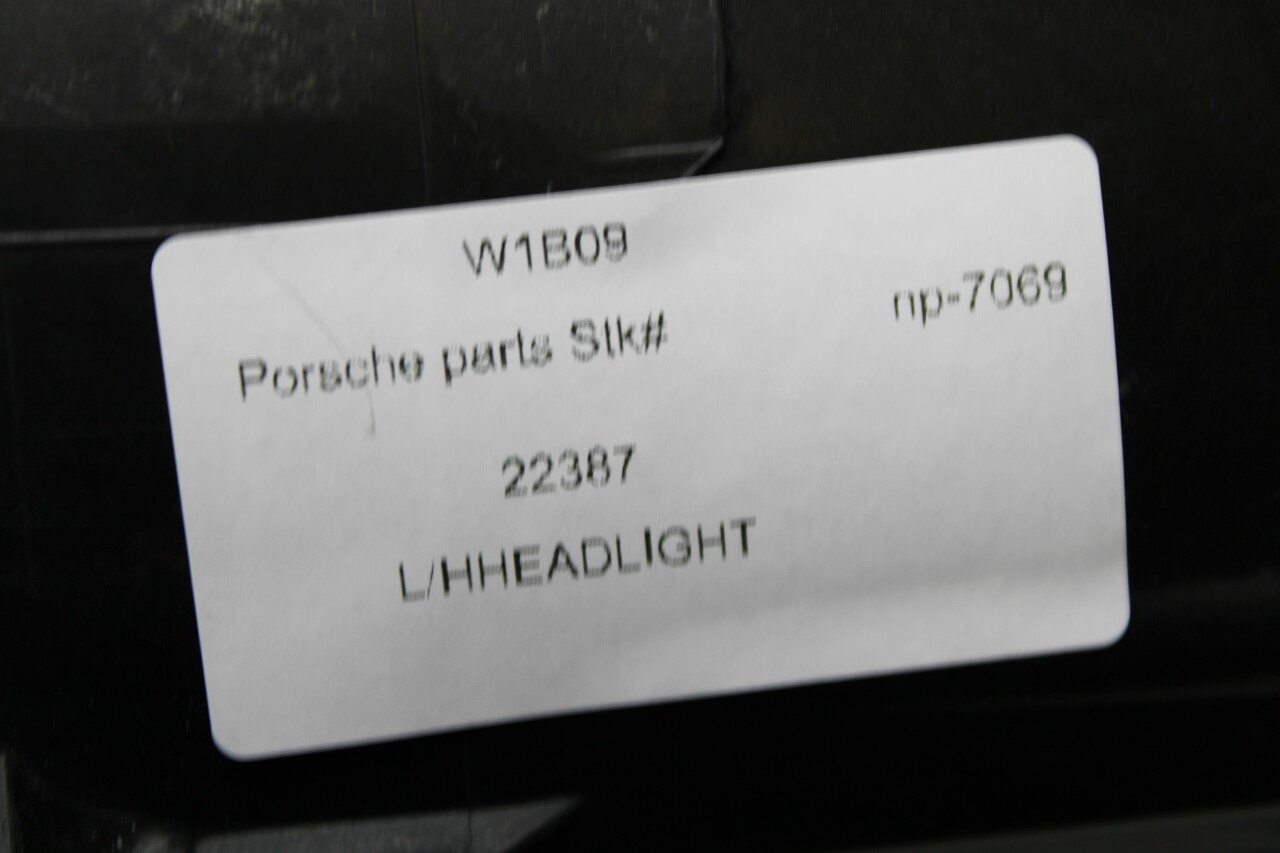 W1B09
Porsche parts Stk#
np-7069
22387
L/HHEADLIGHT